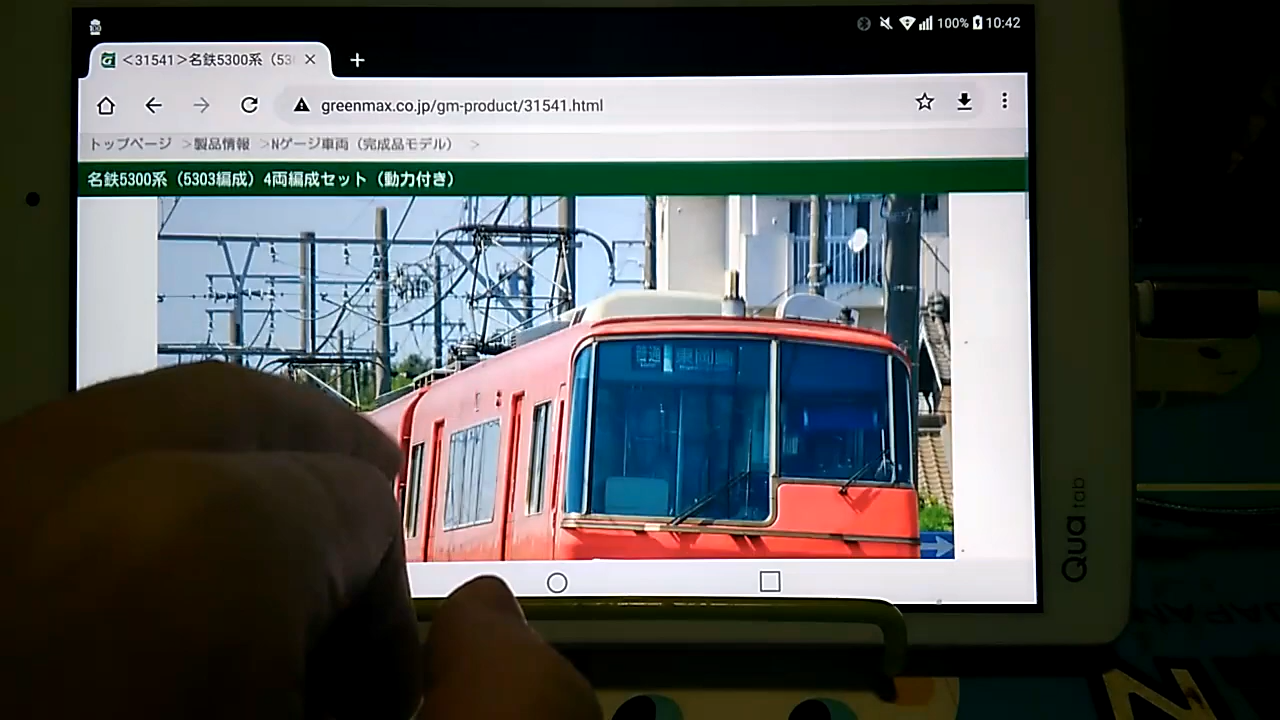 100% 10:42
<31541>名鉄5300系（53
greenmax.co.jp/gm-product/31541.html
トップページ >製品情報 >Nゲージ車両（完成品モデル） >
名鉄5300系（5303編成）4両編成セット（動力付き）
普通
Qua tab